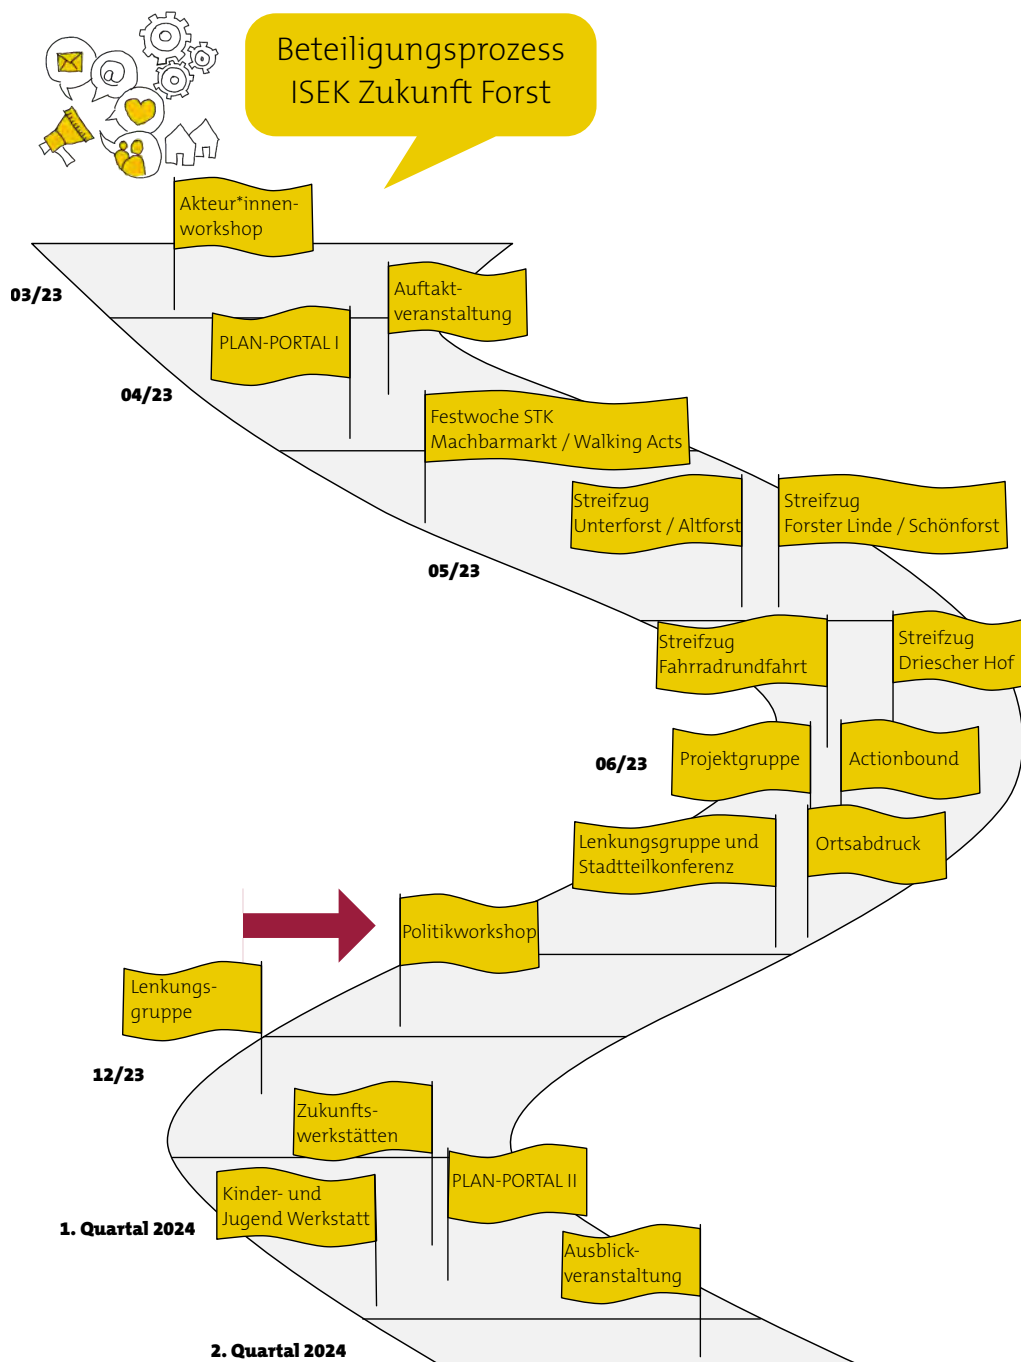 Beteiligungsprozess
ISEK Zukunft Forst
@
Akteur*innen-
workshop
03/23
Auftakt-
veranstaltung
PLAN-PORTAL I
04/23
Festwoche STK
Machbarmarkt / Walking Acts
Streifzug
Unterforst / Altforst
Streifzug
Forster Linde / Schönforst
05/23
Streifzug
Fahrradrundfahrt
Streifzug
Driescher Hof
06/23
Projektgruppe
Actionbound
Lenkungsgruppe und
Stadtteilkonferenz
Ortsabdruck
Politikworkshop
Lenkungs-
gruppe
12/23
Zukunfts-
werkstätten
PLAN-PORTAL II
Kinder- und
Jugend Werkstatt
1. Quartal 2024
Ausblick-
veranstaltung
2. Quartal 2024